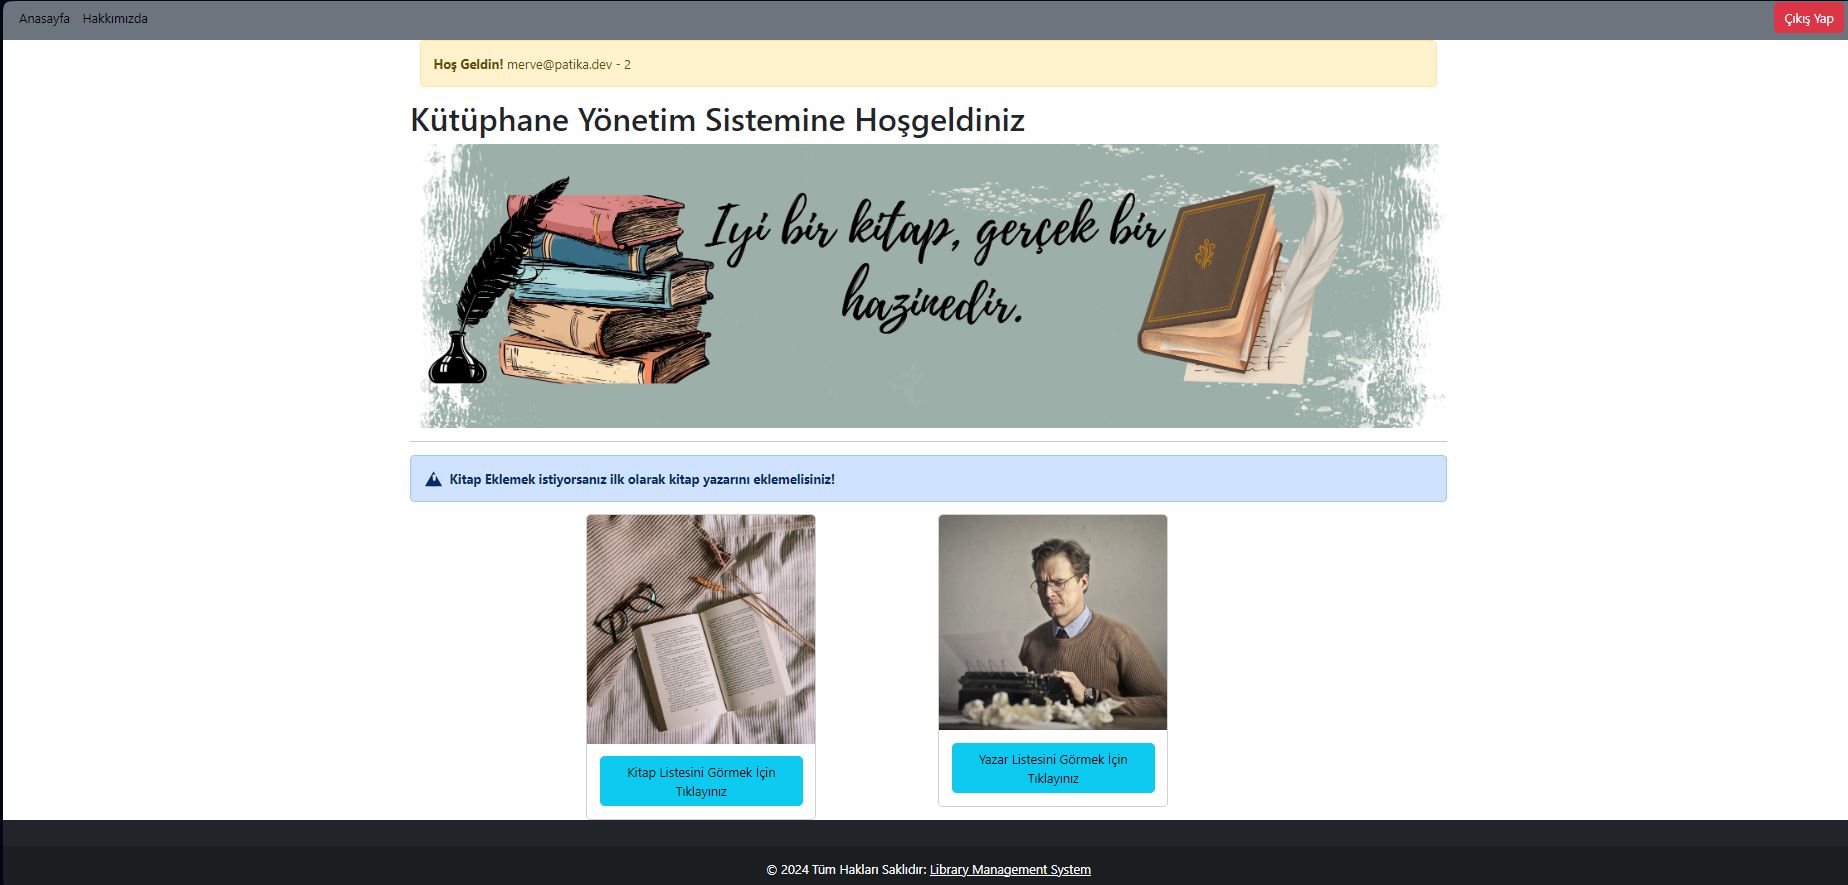 Anasayfa Hakkımızda
Çıkış Yap
Hoş Geldin! merve@patika.dev - 2
Kütüphane Yönetim Sistemine Hoşgeldiniz
Iyi bir kitap, gerçek bir
hazinedir.
Kitap Eklemek istiyorsanız ilk olarak kitap yazarını eklemelisiniz!
Kitap Listesini Görmek İçin
Tıklayınız
Yazar Listesini Görmek İçin
Tıklayınız
© 2024 Tüm Hakları Saklıdır: Library Management System